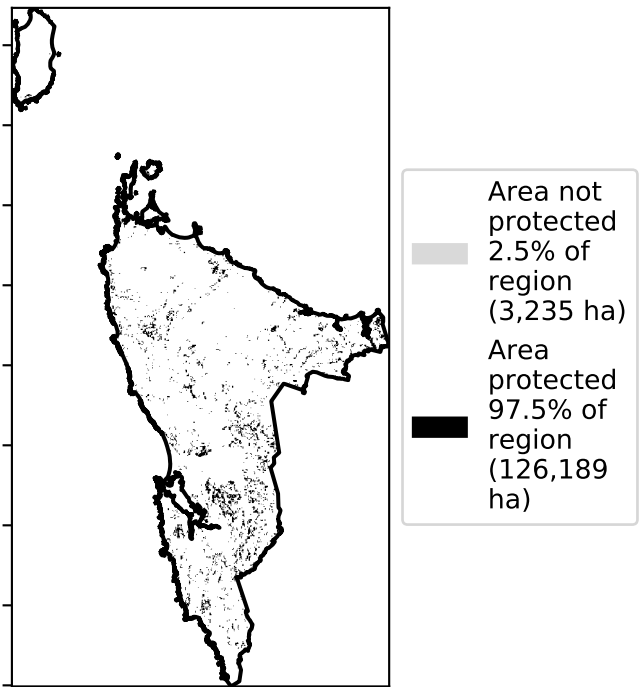 Area not
protected
2.5% of
region
(3,235 ha)
Area
protected
97.5% of
region
(126,189
ha)